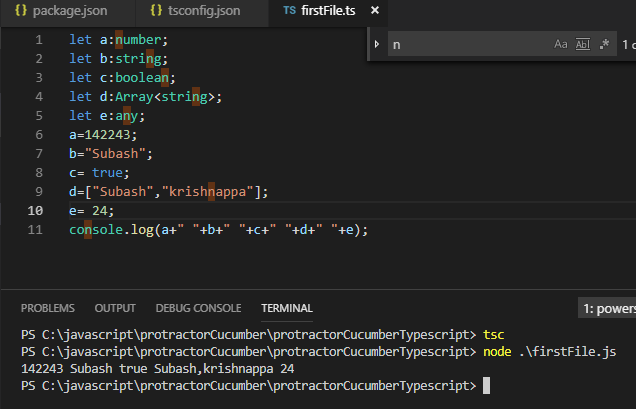 {} package.json {} tsconfig.json TS firstFile.ts ×
n Aa Ab| .* 1 o
1 let a:number;
2 let b:string;
3 let c:boolean;
4 let d:Array<string>;
5 let e:any;
6 a=142243;
7 b="Subash";
8 c= true;
9 d=["Subash","krishnappa"];
10 e= 24;
11 console.log(a+" "+b+" "+c+" "+d+" "+e);
PROBLEMS OUTPUT DEBUG CONSOLE TERMINAL 1: powers
PS C:\javascript\protractorCucumber\protractorCucumberTypescript> tsc
PS C:\javascript\protractorCucumber\protractorCucumberTypescript> node .\firstFile.js
142243 Subash true Subash,krishnappa 24
PS C:\javascript\protractorCucumber\protractorCucumberTypescript>